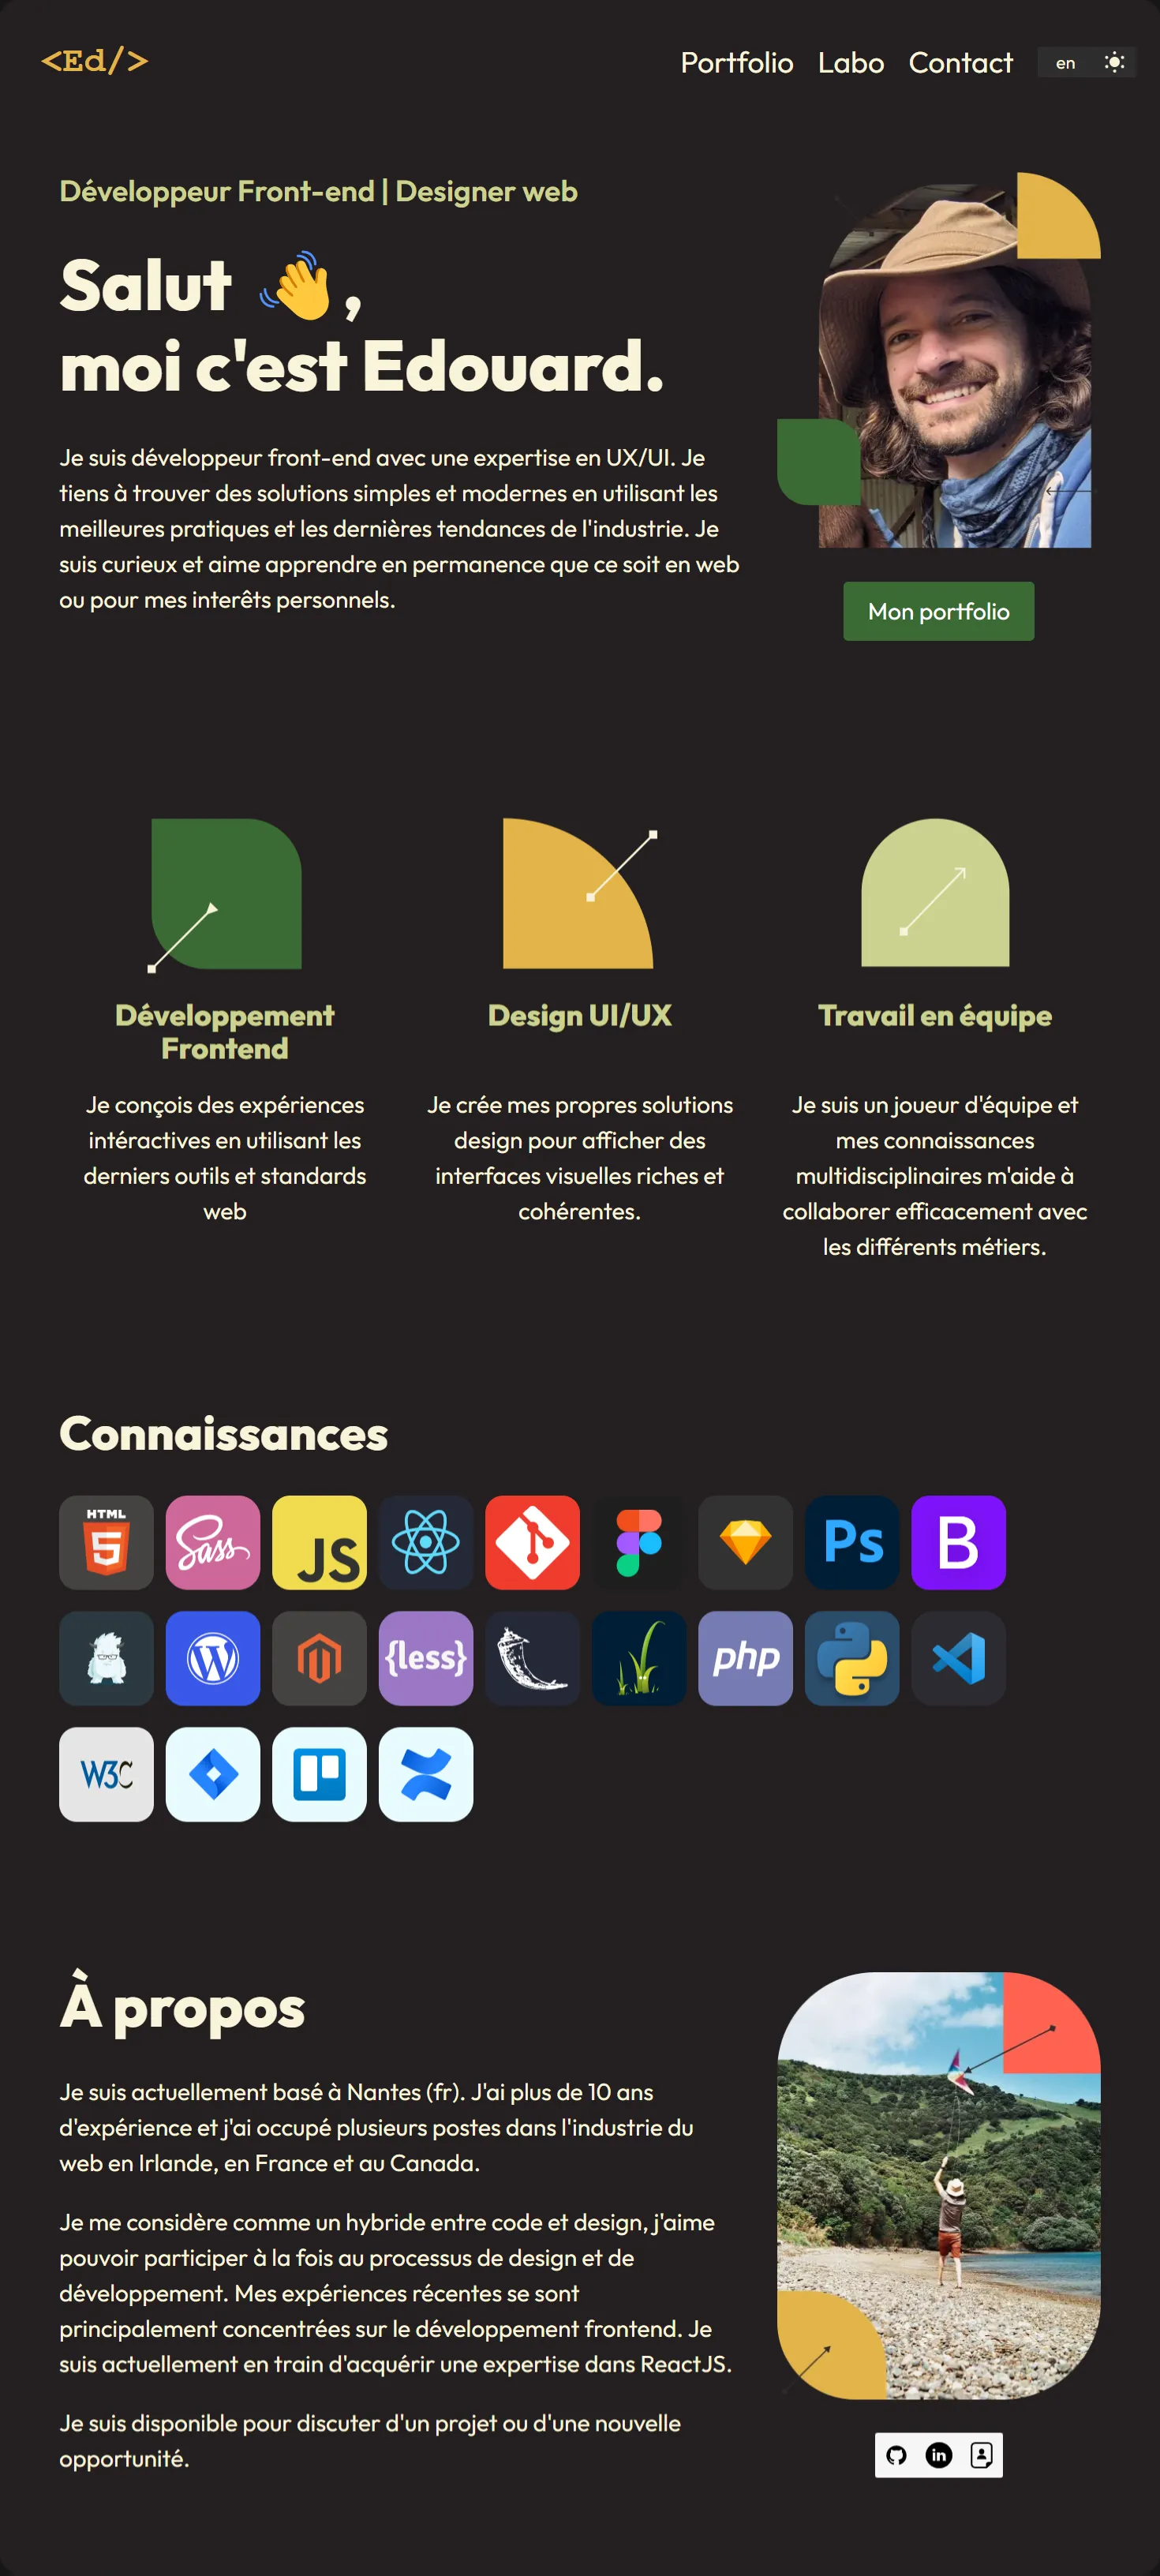 <Ed/>
Portfolio Labo Contact en
Développeur Front-end | Designer web
Salut 👋,
moi c'est Edouard.
Je suis développeur front-end avec une expertise en UX/UI. Je
tiens à trouver des solutions simples et modernes en utilisant les
meilleures pratiques et les dernières tendances de l'industrie. Je
suis curieux et aime apprendre en permanence que ce soit en web
ou pour mes interêts personnels.
Mon portfolio
Développement
Frontend
Je conçois des expériences
intéractives en utilisant les
derniers outils et standards
web
Design UI/UX
Je crée mes propres solutions
design pour afficher des
interfaces visuelles riches et
cohérentes.
Travail en équipe
Je suis un joueur d'équipe et
mes connaissances
multidisciplinaires m'aide à
collaborer efficacement avec
les différents métiers.
Connaissances
HTML
5
Sass
JS
Ps
B
W
{less}
php
W3C
À propos
Je suis actuellement basé à Nantes (fr). J'ai plus de 10 ans
d'expérience et j'ai occupé plusieurs postes dans l'industrie du
web en Irlande, en France et au Canada.
Je me considère comme un hybride entre code et design, j'aime
pouvoir participer à la fois au processus de design et de
développement. Mes expériences récentes se sont
principalement concentrées sur le développement frontend. Je
suis actuellement en train d'acquérir une expertise dans ReactJS.
Je suis disponible pour discuter d'un projet ou d'une nouvelle
opportunité.
in